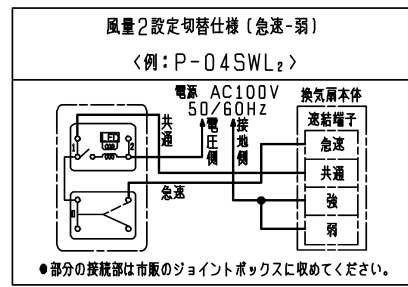 風量2設定切替仕様(急速-弱)
〈例:P-04SWL₂〉
電源 AC100V
50/60Hz
換気扇本体
速結端子
共通
電圧側
接地側
LED
1
2
急速
急速
共通
強
弱
●部分の接続部は市販のジョイントボックスに収めてください。